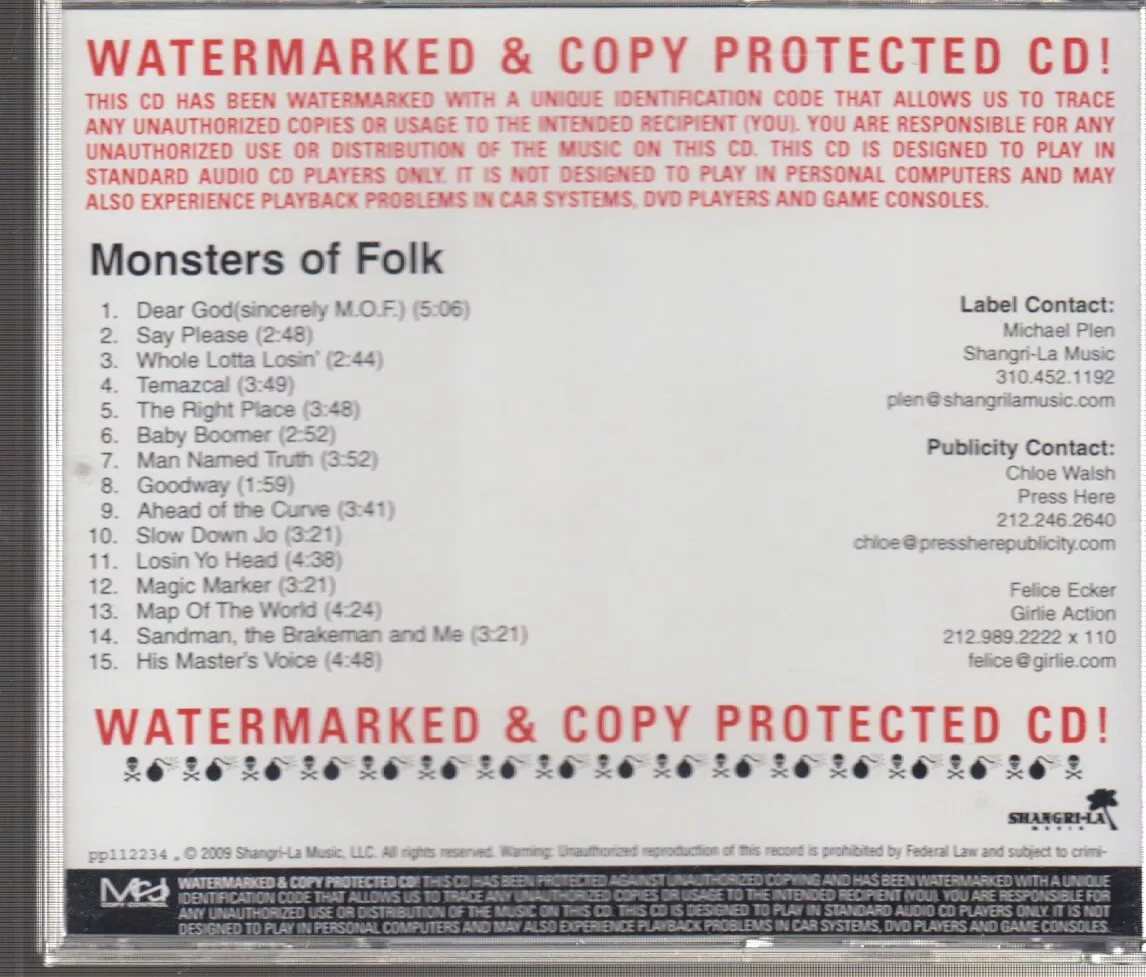 WATERMARKED & COPY PROTECTED CD!
THIS CD HAS BEEN WATERMARKED WITH A UNIQUE IDENTIFICATION CODE THAT ALLOWS US TO TRACE
ANY UNAUTHORIZED COPIES OR USAGE TO THE INTENDED RECIPIENT (YOU). YOU ARE RESPONSIBLE FOR ANY
UNAUTHORIZED USE OR DISTRIBUTION OF THE MUSIC ON THIS CD. THIS CD IS DESIGNED TO PLAY IN
STANDARD AUDIO CD PLAYERS ONLY. IT IS NOT DESIGNED TO PLAY IN PERSONAL COMPUTERS AND MAY
ALSO EXPERIENCE PLAYBACK PROBLEMS IN CAR SYSTEMS, DVD PLAYERS AND GAME CONSOLES.
Monsters of Folk
1. Dear God(sincerely M.O.F.) (5:06)
2. Say Please (2:48)
3. Whole Lotta Losin' (2:44)
4. Temazcal (3:49)
5. The Right Place (3:48)
6. Baby Boomer (2:52)
7. Man Named Truth (3:52)
8. Goodway (1:59)
9. Ahead of the Curve (3:41)
10. Slow Down Jo (3:21)
11. Losin Yo Head (4:38)
12. Magic Marker (3:21)
13. Map Of The World (4:24)
14. Sandman, the Brakeman and Me (3:21)
15. His Master's Voice (4:48)
Label Contact:
Michael Plen
Shangri-La Music
310.452.1192
plen@shangrilamusic.com
Publicity Contact:
Chloe Walsh
Press Here
212.246.2640
chloe@pressherepublicity.com
Felice Ecker
Girlie Action
212.989.2222 x 110
felice@girlie.com
WATERMARKED & COPY PROTECTED CD!
SHANGRI-LA
MUSIC
pp112234 , © 2009 Shangri-La Music, LLC. All rights reserved. Warning: Unauthorized reproduction of this record is prohibited by Federal Law and subject to crimi-
WATERMARKED & COPY PROTECTED CD! THIS CD HAS BEEN PROTECTED AGAINST UNAUTHORIZED COPYING AND HAS BEEN WATERMARKED WITH A UNIQUE
IDENTIFICATION CODE THAT ALLOWS US TO TRACE ANY UNAUTHORIZED COPIES OR USAGE TO THE INTENDED RECIPIENT (YOU). YOU ARE RESPONSIBLE FOR
ANY UNAUTHORIZED USE OR DISTRIBUTION OF THE MUSIC ON THIS CD. THIS CD IS DESIGNED TO PLAY IN STANDARD AUDIO CD PLAYERS ONLY. IT IS NOT
DESIGNED TO PLAY IN PERSONAL COMPUTERS AND MAY ALSO EXPERIENCE PLAYBACK PROBLEMS IN CAR SYSTEMS, DVD PLAYERS AND GAME CONSOLES.